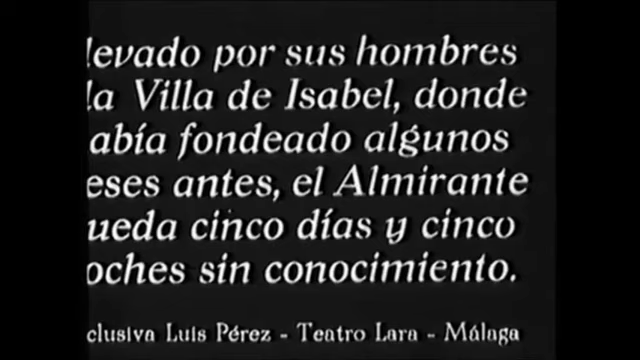 levado por sus hombres
la Villa de Isabel, donde
abía fondeado algunos
eses antes, el Almirante
ueda cinco días y cinco
oches sin conocimiento.
clusiva Luis Pérez - Teatro Lara - Málaga